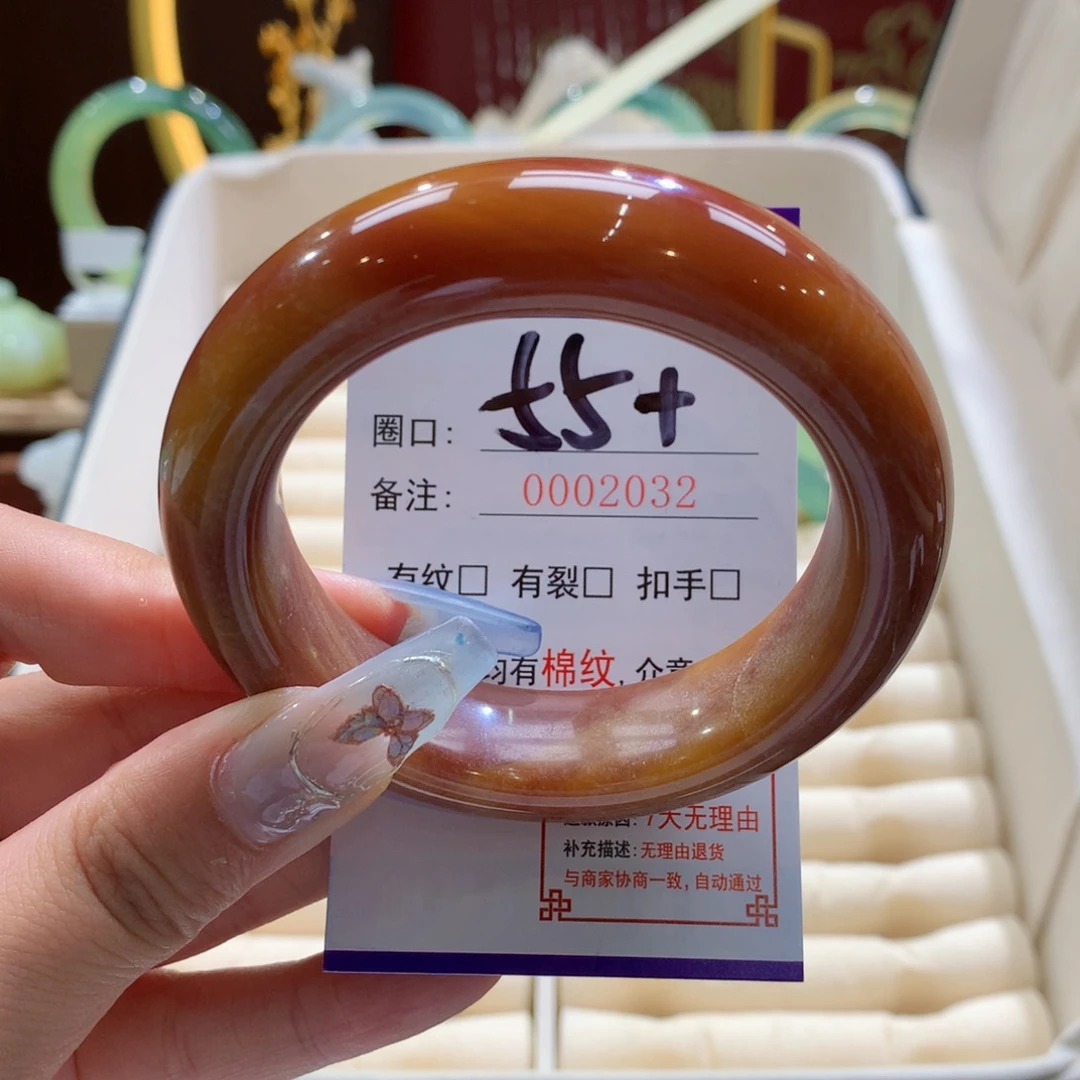 圈口: 55+
备注: 0002032
有纹□ 有裂□ 扣手□
均有棉纹, 介意
7天无理由
补充描述:无理由退货
与商家协商一致, 自动通过